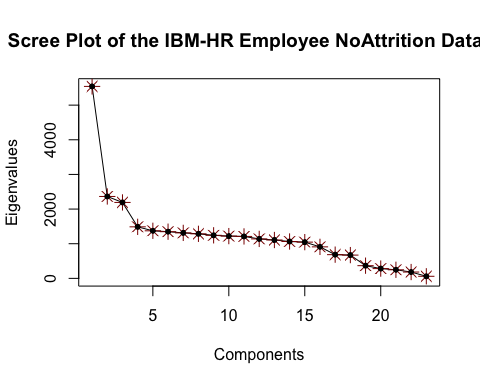 Scree Plot of the IBM-HR Employee NoAttrition Data
Eigenvalues
4000
2000
0
5
10
15
20
Components